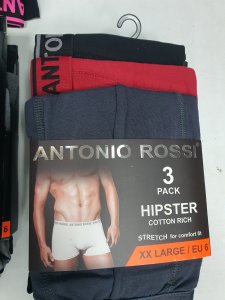 ANTONIO ROSSI
3
PACK
HIPSTER
COTTON RICH
STRETCH for comfort fit
XX LARGE / EU 6